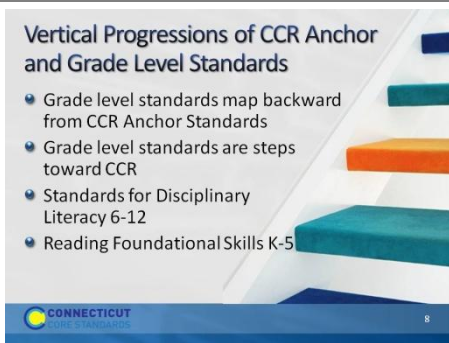 Vertical Progressions of CCR Anchor
and Grade Level Standards
Grade level standards map backward
from CCR Anchor Standards
Grade level standards are steps
toward CCR
Standards for Disciplinary
Literacy 6-12
Reading Foundational Skills K-5
CONNECTICUT
CORE STANDARDS
8